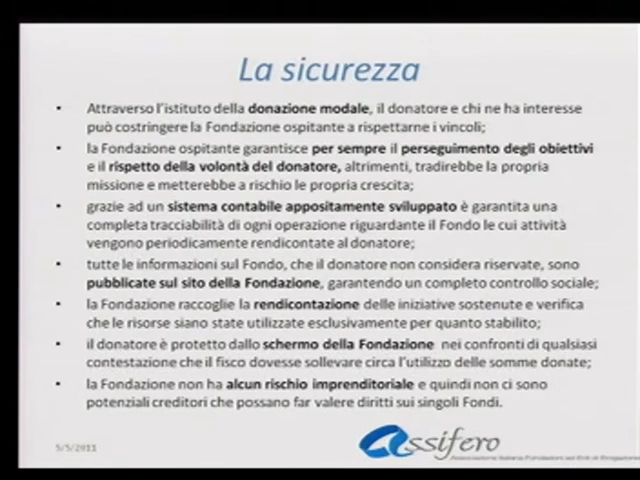 La sicurezza
• Attraverso l'istituto della donazione modale, il donatore e chi ne ha interesse
può costringere la Fondazione ospitante a rispettarne i vincoli;
• la Fondazione ospitante garantisce per sempre il perseguimento degli obiettivi
e il rispetto della volontà del donatore, altrimenti, tradirebbe la propria
missione e metterebbe a rischio le propria crescita;
• grazie ad un sistema contabile appositamente sviluppato è garantita una
completa tracciabilità di ogni operazione riguardante il Fondo le cui attività
vengono periodicamente rendicontate al donatore;
• tutte le informazioni sul Fondo, che il donatore non considera riservate, sono
pubblicate sul sito della Fondazione, garantendo un completo controllo sociale;
• la Fondazione raccoglie la rendicontazione delle iniziative sostenute e verifica
che le risorse siano state utilizzate esclusivamente per quanto stabilito;
• il donatore è protetto dallo schermo della Fondazione nei confronti di qualsiasi
contestazione che il fisco dovesse sollevare circa l'utilizzo delle somme donate;
• la Fondazione non ha alcun rischio imprenditoriale e quindi non ci sono
potenziali creditori che possano far valere diritti sui singoli Fondi.
5/5/2011
Assifero
Associazione Italiana Fondazioni ed Enti di Erogazione